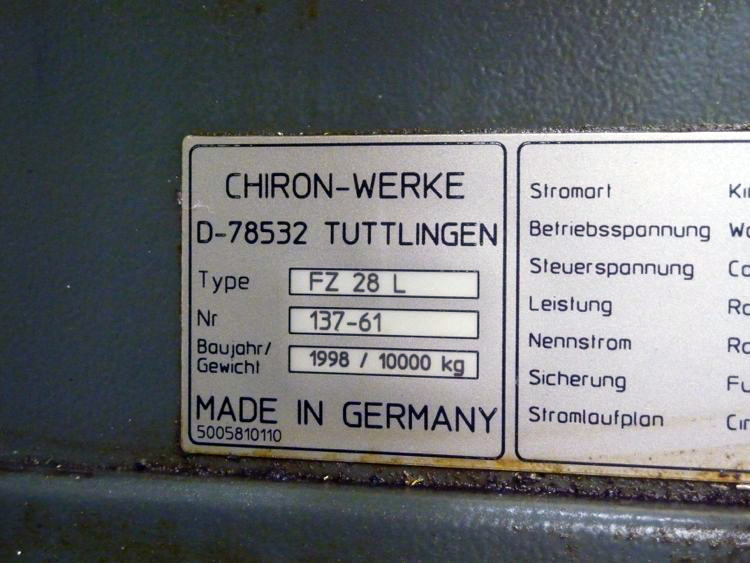 CHIRON-WERKE
D-78532 TUTTLINGEN
Type FZ 28 L
Nr 137-61
Baujahr/
Gewicht 1998 / 10000 kg
MADE IN GERMANY
5005810110
Stromart
Betriebsspannung
Steuerspannung
Leistung
Nennstrom
Sicherung
Stromlaufplan